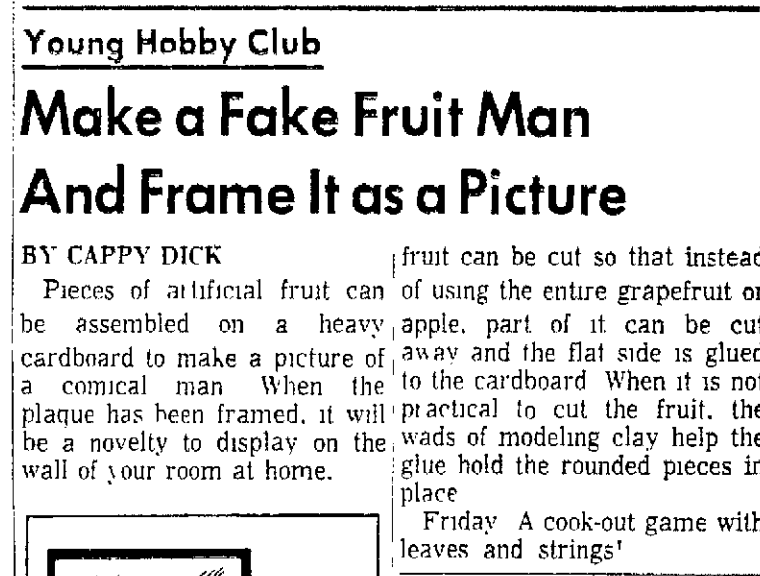 Young Hobby Club
Make a Fake Fruit Man
And Frame It as a Picture
BY CAPPY DICK
Pieces of artificial fruit can
be assembled on a heavy
cardboard to make a picture of
a comical man When the
plaque has been framed, it will
be a novelty to display on the
wall of your room at home.
fruit can be cut so that instead
of using the entire grapefruit or
apple, part of it can be cut
away and the flat side is glued
to the cardboard When it is not
practical to cut the fruit, the
wads of modeling clay help the
glue hold the rounded pieces in
place
Friday A cook-out game with
leaves and strings!